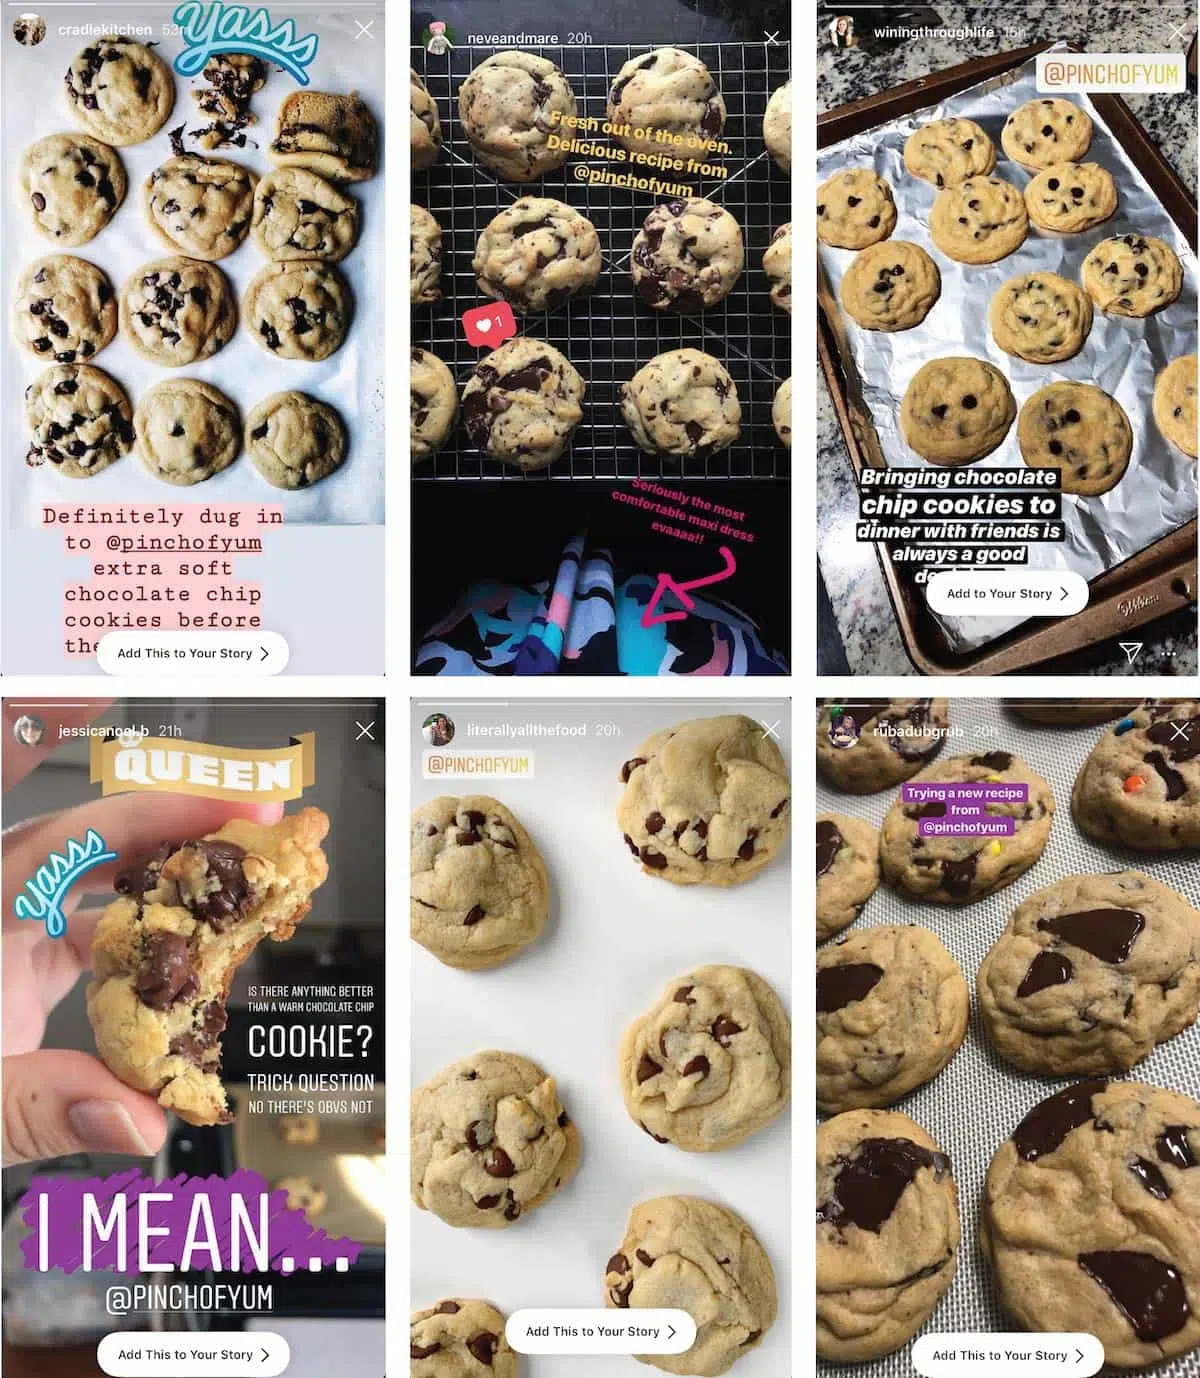 cradlekitchen 53m
Yasss
Definitely dug in
to @pinchofyum
extra soft
chocolate chip
cookies before
the
Add This to Your Story
neveandmare 20h
Fresh out of the oven.
Delicious recipe from
@pinchofyum
1
Seriously the most
comfortable maxi dress
evaaaa!!
winingthroughlife 15h
@PINCHOFYUM
Bringing chocolate
chip cookies to
dinner with friends is
always a good
Add to Your Story
Wilton
jessicanoel.b 21h
QUEEN
Yasss
IS THERE ANYTHING BETTER
THAN A WARM CHOCOLATE CHIP
COOKIE?
TRICK QUESTION
NO THERE'S OBVS NOT
I MEAN...
@PINCHOFYUM
Add This to Your Story
literallyallthefood 20h
@PINCHOFYUM
Add This to Your Story
rubadubgrub 20h
Trying a new recipe
from
@pinchofyum
Add This to Your Story